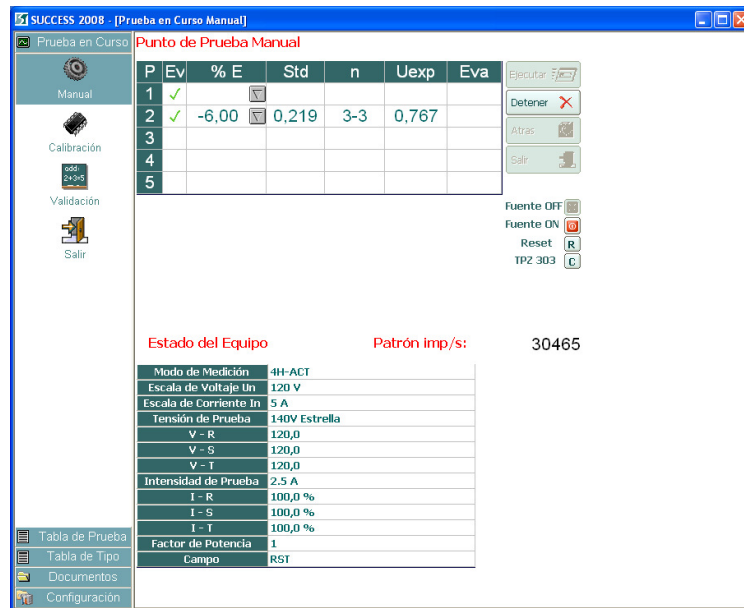 SUCCESS 2008 - [Prueba en Curso Manual]
Prueba en Curso
Manual
Calibración
add:
2+3=5
Validación
Salir
Tabla de Prueba
Tabla de Tipo
Documentos
Configuración
Punto de Prueba Manual
P Ev % E Std n Uexp Eva
1
2 -6,00 0,219 3-3 0,767
3
4
5
Ejecutar
Detener
Atras
Salir
Fuente OFF
Fuente ON
Reset R
TPZ 303 C
Estado del Equipo Patrón imp/s: 30465
Modo de Medición 4H-ACT
Escala de Voltaje Un 120 V
Escala de Corriente In 5 A
Tensión de Prueba 140V Estrella
V - R 120,0
V - S 120,0
V - T 120,0
Intensidad de Prueba 2.5 A
I - R 100,0 %
I - S 100,0 %
I - T 100,0 %
Factor de Potencia 1
Campo RST